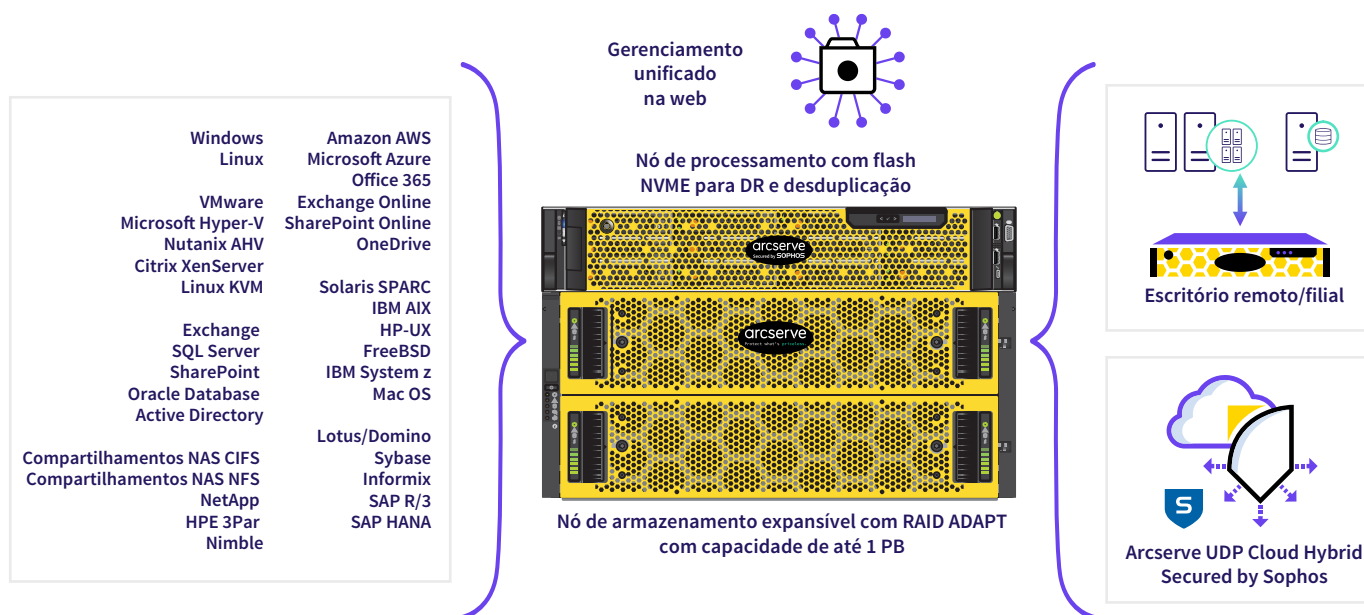 Gerenciamento
unificado
na web
Windows
Linux
VMware
Microsoft Hyper-V
Nutanix AHV
Citrix XenServer
Linux KVM
Exchange
SQL Server
SharePoint
Oracle Database
Active Directory
Compartilhamentos NAS CIFS
Compartilhamentos NAS NFS
NetApp
HPE 3Par
Nimble
Amazon AWS
Microsoft Azure
Office 365
Exchange Online
SharePoint Online
OneDrive
Solaris SPARC
IBM AIX
HP-UX
FreeBSD
IBM System z
Mac OS
Lotus/Domino
Sybase
Informix
SAP R/3
SAP HANA
Nó de processamento com flash
NVME para DR e desduplicação
arcserve
Secured by SOPHOS
arcserve
Protect what's priceless.
Nó de armazenamento expansível com RAID ADAPT
com capacidade de até 1 PB
Escritório remoto/filial
S
Arcserve UDP Cloud Hybrid
Secured by Sophos